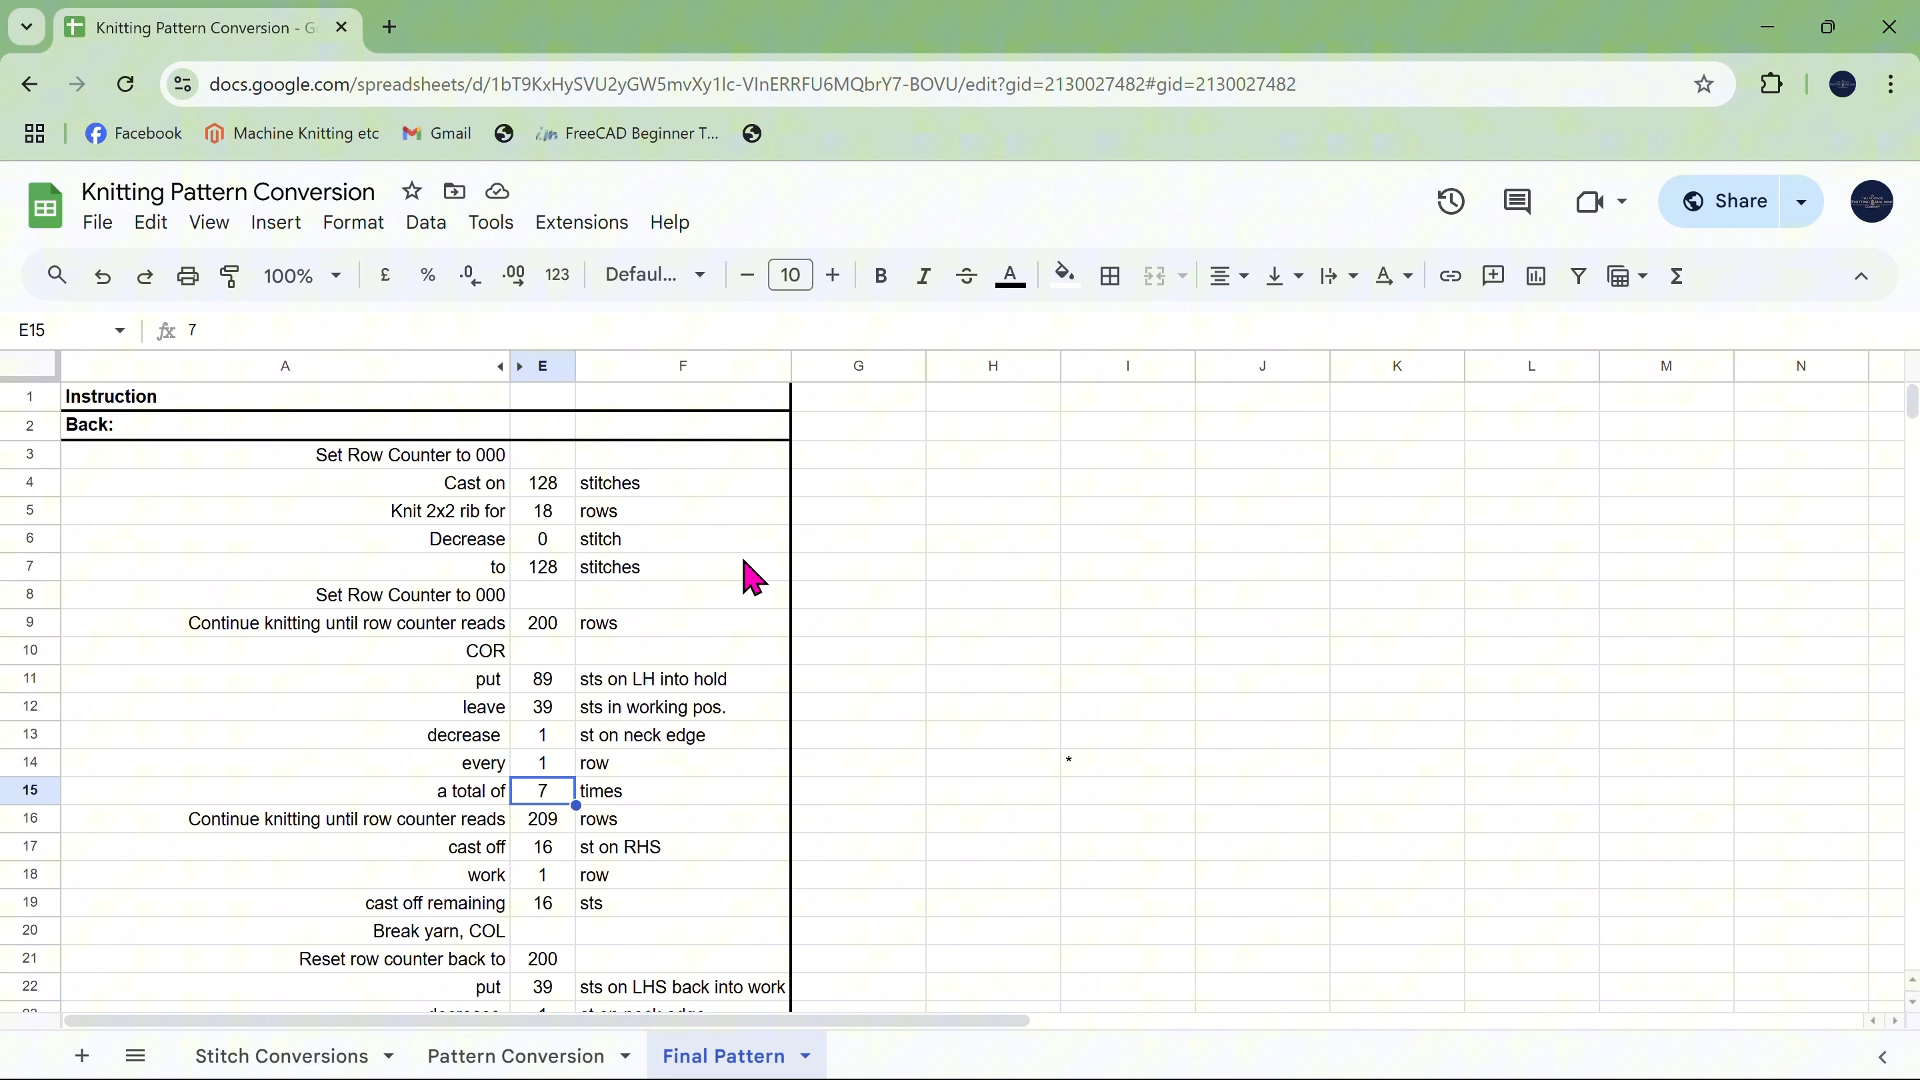 Knitting Pattern Conversion - G
docs.google.com/spreadsheets/d/1bT9KxHySVU2yGW5mvXy1lc-VInERRFU6MQbrY7-BOVU/edit?gid=2130027482#gid=2130027482
Facebook Machine Knitting etc Gmail FreeCAD Beginner T...
Knitting Pattern Conversion
Share
File Edit View Insert Format Data Tools Extensions Help
100% £ % .0 .00 123 Defaul... 10 B I A
E15 fx 7
A E F G H I J K L M N
1 Instruction
2 Back:
3 Set Row Counter to 000
4 Cast on 128 stitches
5 Knit 2x2 rib for 18 rows
6 Decrease 0 stitch
7 to 128 stitches
8 Set Row Counter to 000
9 Continue knitting until row counter reads 200 rows
10 COR
11 put 89 sts on LH into hold
12 leave 39 sts in working pos.
13 decrease 1 st on neck edge
14 every 1 row *
15 a total of 7 times
16 Continue knitting until row counter reads 209 rows
17 cast off 16 st on RHS
18 work 1 row
19 cast off remaining 16 sts
20 Break yarn, COL
21 Reset row counter back to 200
22 put 39 sts on LHS back into work
Stitch Conversions Pattern Conversion Final Pattern